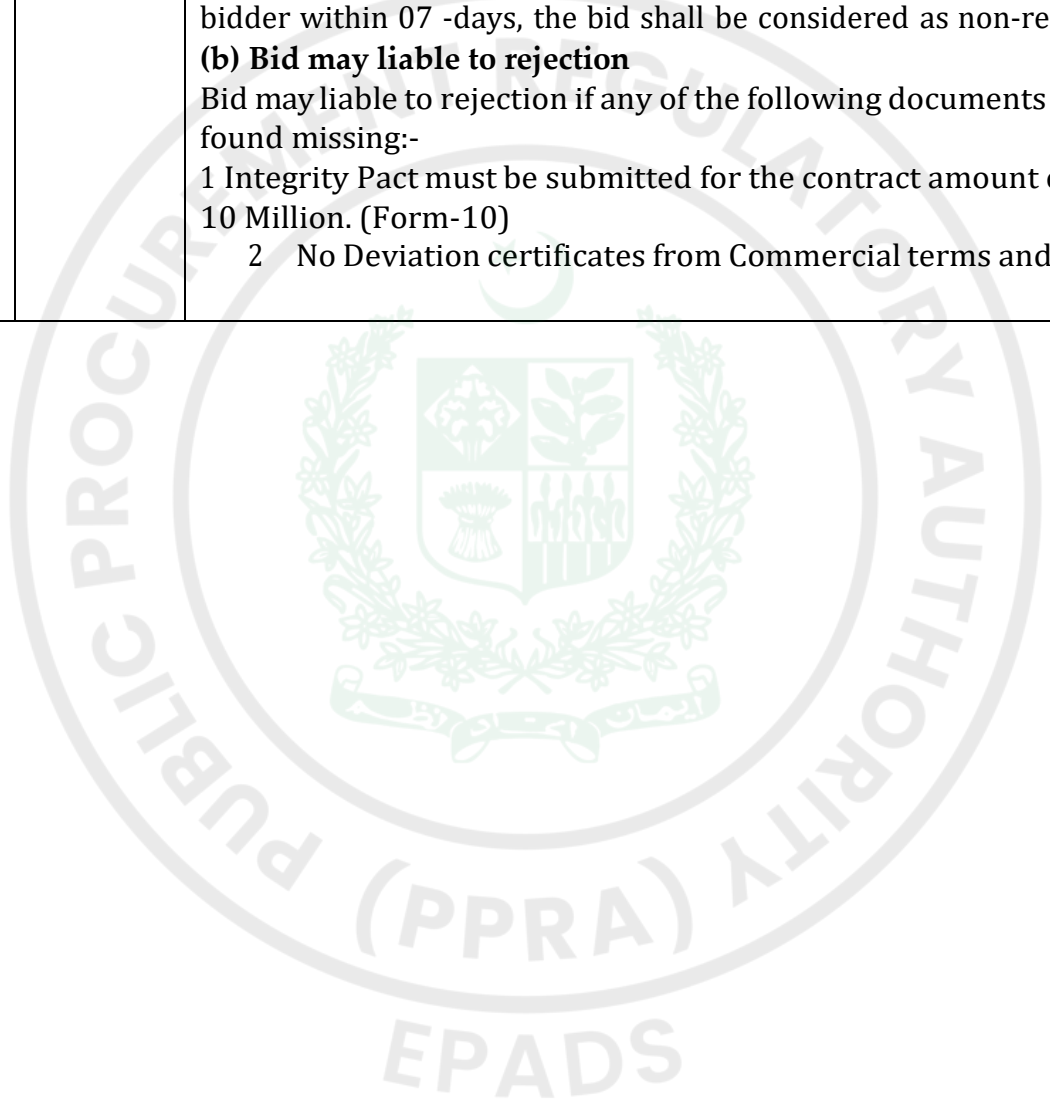 bidder within 07 -days, the bid shall be considered as non-re
(b) Bid may liable to rejection
Bid may liable to rejection if any of the following documents
found missing:-
1 Integrity Pact must be submitted for the contract amount
10 Million. (Form-10)
2 No Deviation certificates from Commercial terms and
PUBLIC PROCUREMENT REGULATORY AUTHORITY
(PPRA)
EPADS